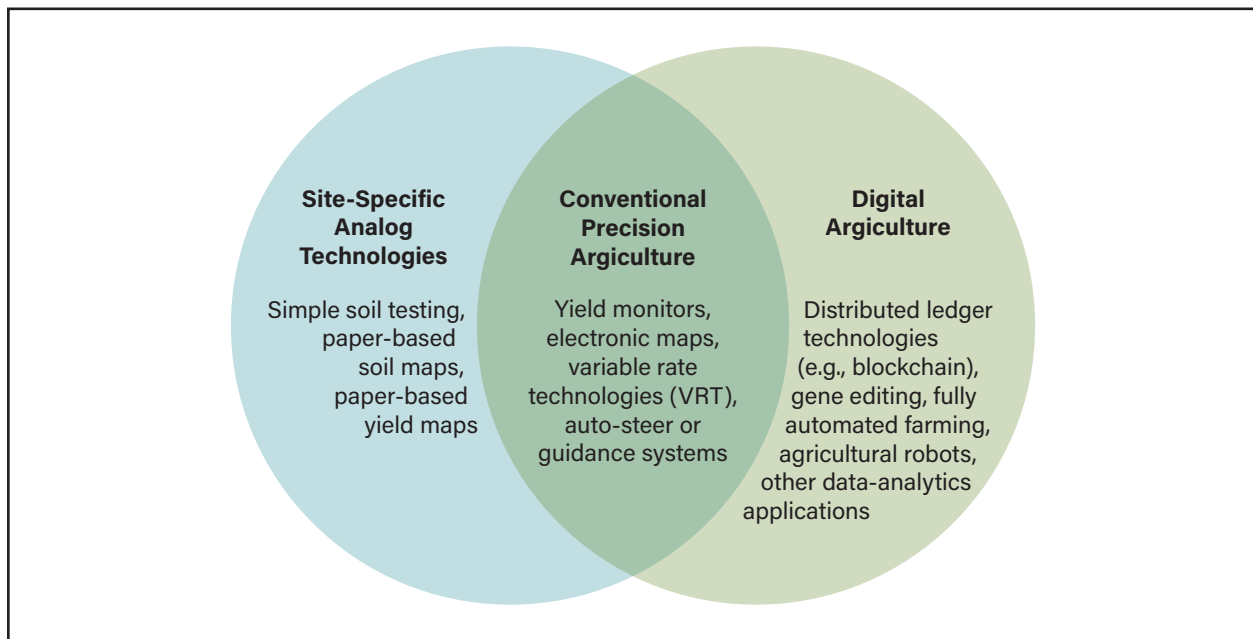 Site-Specific
Analog
Technologies
Simple soil testing,
paper-based
soil maps,
paper-based
yield maps
Conventional
Precision
Argiculture
Yield monitors,
electronic maps,
variable rate
technologies (VRT),
auto-steer or
guidance systems
Digital
Argiculture
Distributed ledger
technologies
(e.g., blockchain),
gene editing, fully
automated farming,
agricultural robots,
other data-analytics
applications